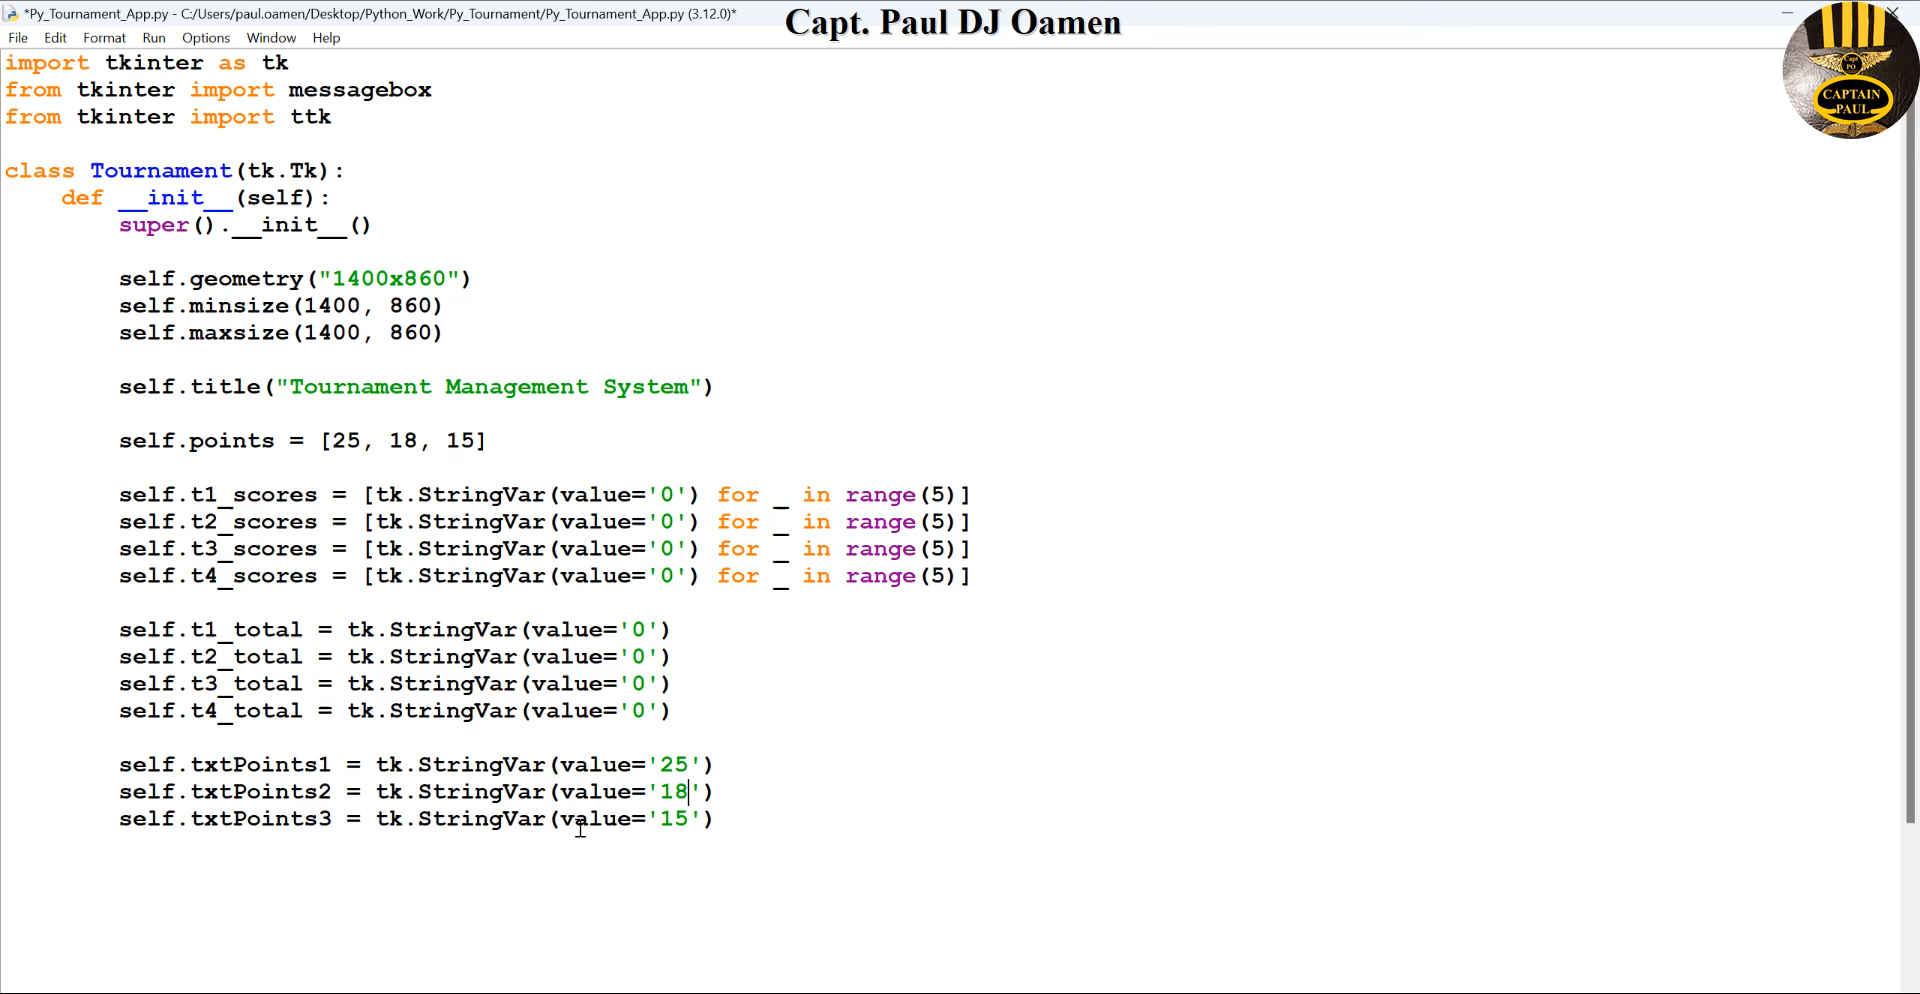 *Py_Tournament_App.py - C:/Users/paul.oamen/Desktop/Python_Work/Py_Tournament/Py_Tournament_App.py (3.12.0)*
Capt. Paul DJ Oamen
File Edit Format Run Options Window Help
Capt
PO
CAPTAIN
PAUL
import tkinter as tk
from tkinter import messagebox
from tkinter import ttk
class Tournament(tk.Tk):
    def __init__(self):
        super().__init__()
        self.geometry("1400x860")
        self.minsize(1400, 860)
        self.maxsize(1400, 860)
        self.title("Tournament Management System")
        self.points = [25, 18, 15]
        self.t1_scores = [tk.StringVar(value='0') for _ in range(5)]
        self.t2_scores = [tk.StringVar(value='0') for _ in range(5)]
        self.t3_scores = [tk.StringVar(value='0') for _ in range(5)]
        self.t4_scores = [tk.StringVar(value='0') for _ in range(5)]
        self.t1_total = tk.StringVar(value='0')
        self.t2_total = tk.StringVar(value='0')
        self.t3_total = tk.StringVar(value='0')
        self.t4_total = tk.StringVar(value='0')
        self.txtPoints1 = tk.StringVar(value='25')
        self.txtPoints2 = tk.StringVar(value='18')
        self.txtPoints3 = tk.StringVar(value='15')